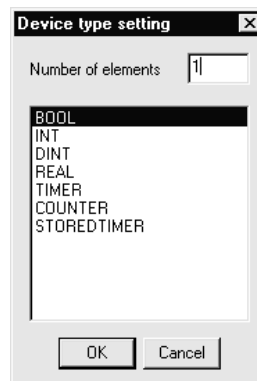 Device type setting
Number of elements 1
BOOL
INT
DINT
REAL
TIMER
COUNTER
STOREDTIMER
OK Cancel